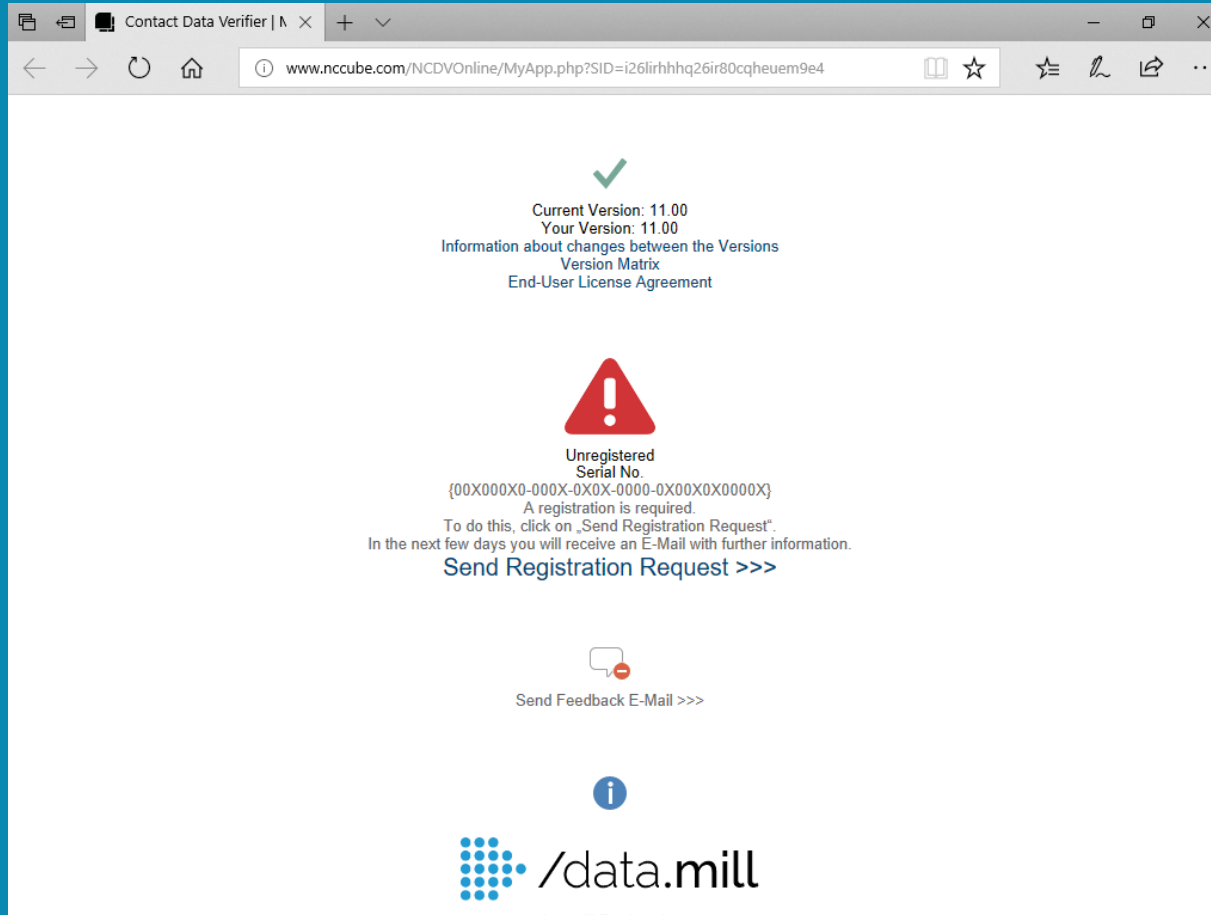 Contact Data Verifier | N
www.nccube.com/NCDVOnline/MyApp.php?SID=i26lirhhhq26ir80cqheuem9e4
Current Version: 11.00
Your Version: 11.00
Information about changes between the Versions
Version Matrix
End-User License Agreement
Unregistered
Serial No.
{00X000X0-000X-0X0X-0000-0X00X0X0000X}
A registration is required.
To do this, click on „Send Registration Request“.
In the next few days you will receive an E-Mail with further information.
Send Registration Request >>>
Send Feedback E-Mail >>>
/data.mill